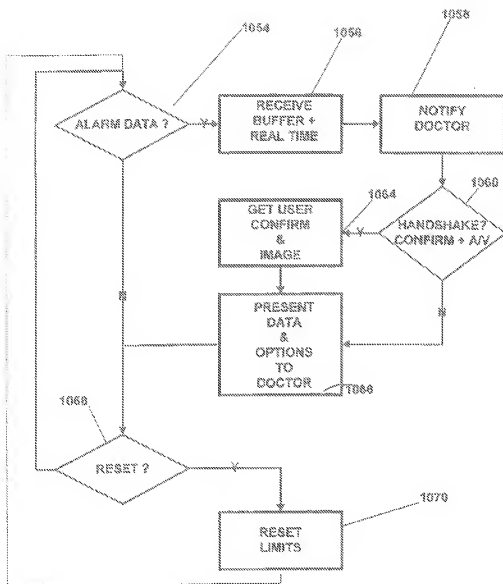 1054
1056
1058
ALARM DATA ?
Y
RECEIVE
BUFFER +
REAL TIME
NOTIFY
DOCTOR
1060
1064
GET USER
CONFIRM
&
IMAGE
Y
HANDSHAKE?
CONFIRM + A/V
N
N
PRESENT
DATA
&
OPTIONS
TO
DOCTOR
1066
1068
RESET ?
Y
1070
RESET
LIMITS